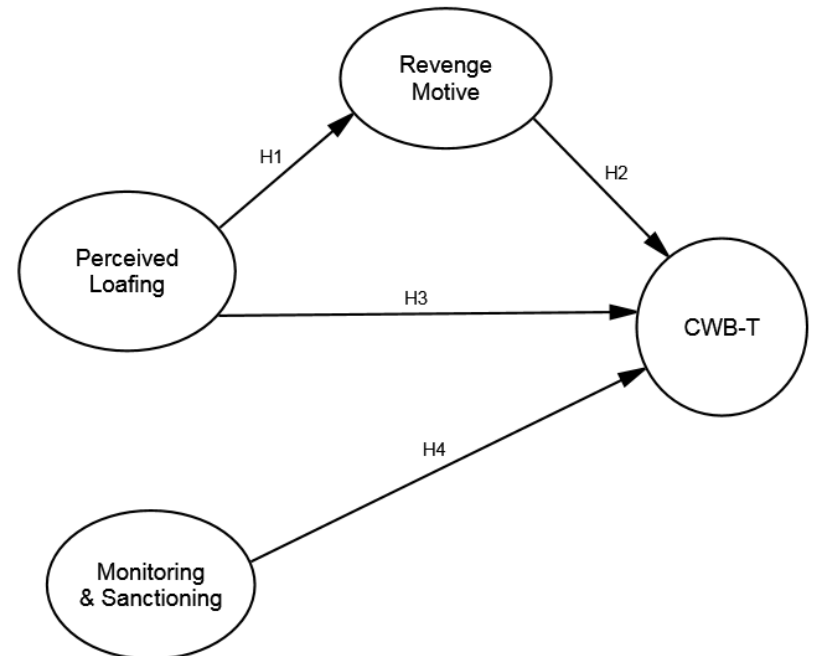 Revenge
Motive
H1
H2
Perceived
Loafing
H3
CWB-T
H4
Monitoring
& Sanctioning